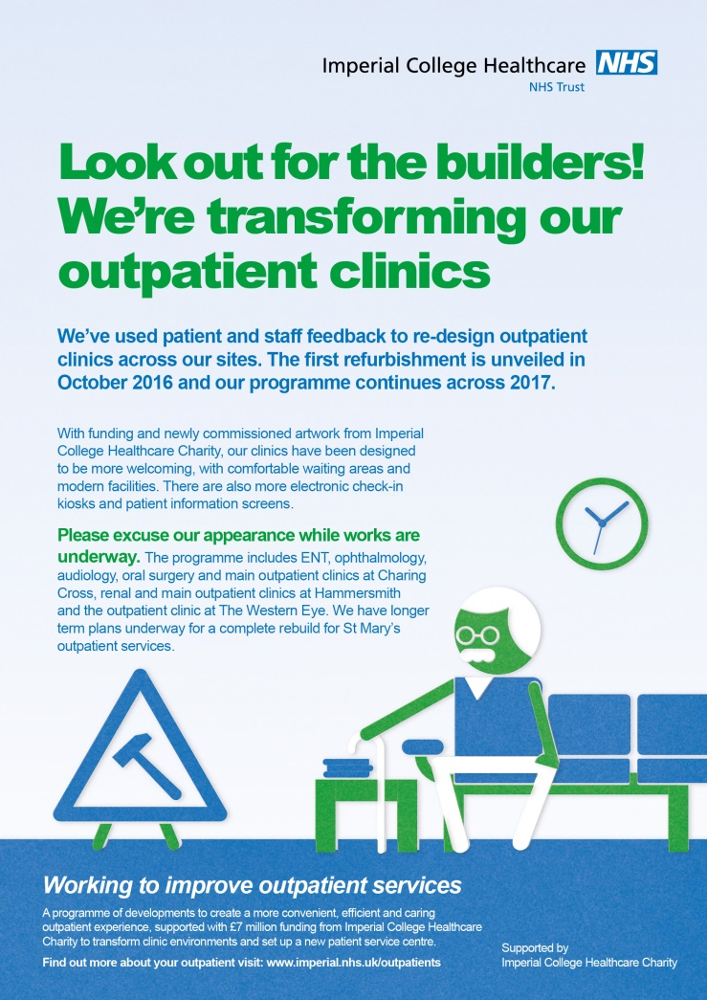 Imperial College Healthcare NHS
NHS Trust
Look out for the builders!
We're transforming our
outpatient clinics
We've used patient and staff feedback to re-design outpatient
clinics across our sites. The first refurbishment is unveiled in
October 2016 and our programme continues across 2017.
With funding and newly commissioned artwork from Imperial
College Healthcare Charity, our clinics have been designed
to be more welcoming, with comfortable waiting areas and
modern facilities. There are also more electronic check-in
kiosks and patient information screens.
Please excuse our appearance while works are
underway. The programme includes ENT, ophthalmology,
audiology, oral surgery and main outpatient clinics at Charing
Cross, renal and main outpatient clinics at Hammersmith
and the outpatient clinic at The Western Eye. We have longer
term plans underway for a complete rebuild for St Mary's
outpatient services.
Working to improve outpatient services
A programme of developments to create a more convenient, efficient and caring
outpatient experience, supported with £7 million funding from Imperial College Healthcare
Charity to transform clinic environments and set up a new patient service centre.
Find out more about your outpatient visit: www.imperial.nhs.uk/outpatients
Supported by
Imperial College Healthcare Charity